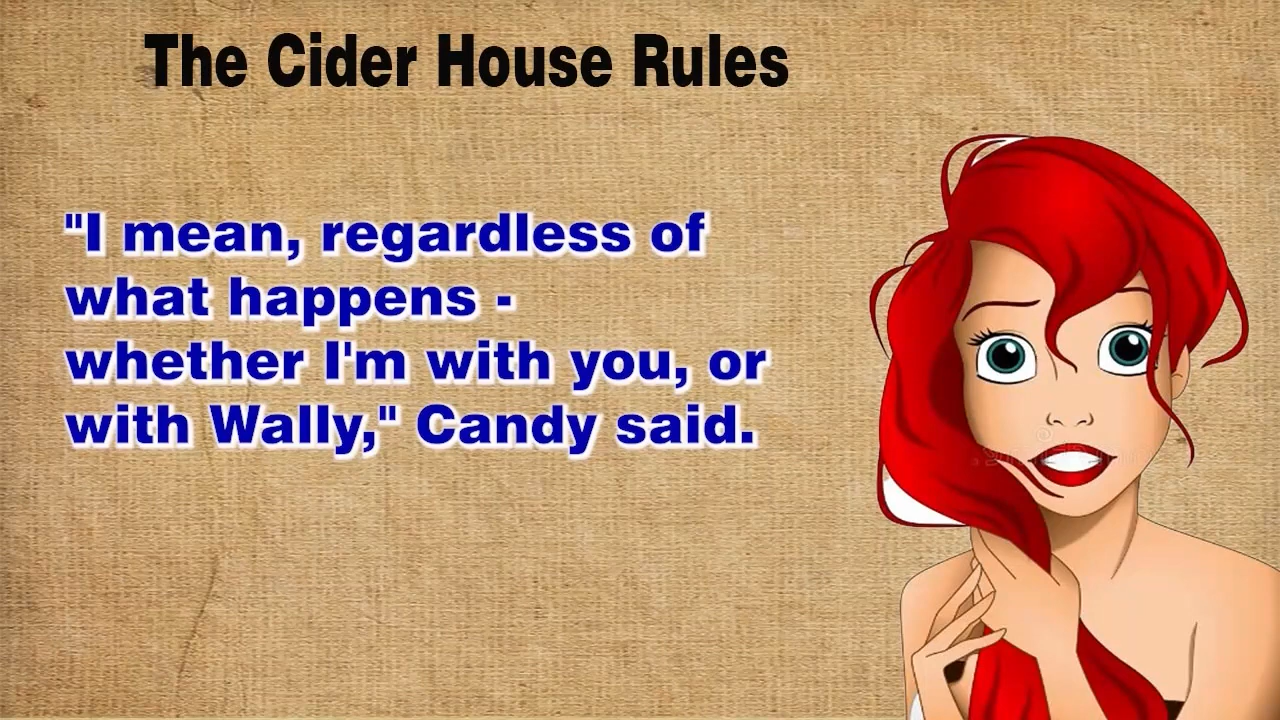 The Cider House Rules
"I mean, regardless of
what happens -
whether I'm with you, or
with Wally," Candy said.